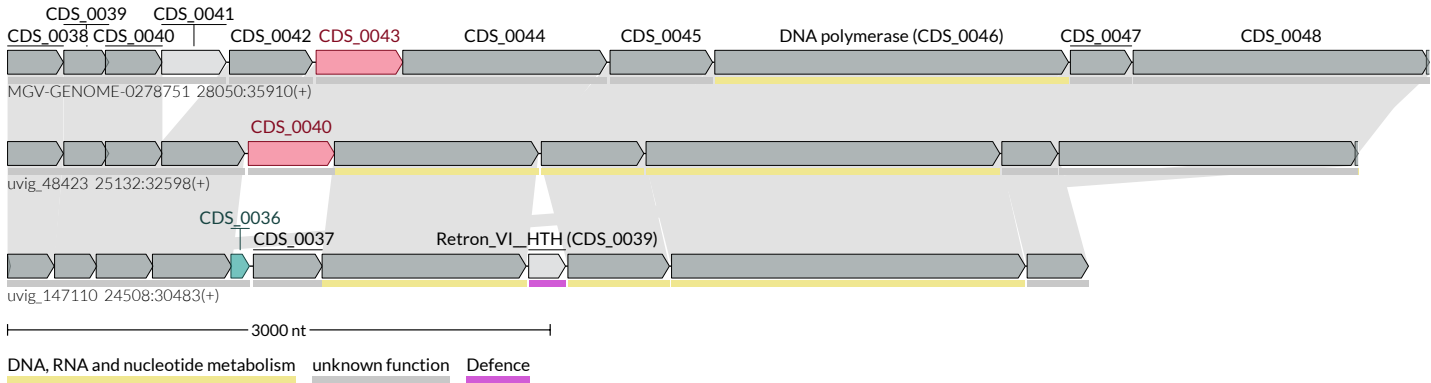 CDS_0039 CDS_0041
CDS_0038 CDS_0040 CDS_0042 CDS_0043 CDS_0044 CDS_0045 DNA polymerase (CDS_0046) CDS_0047 CDS_0048
MGV-GENOME-0278751 28050:35910(+)
CDS_0040
uvig_48423 25132:32598(+)
CDS_0036
CDS_0037 Retron_VI__HTH (CDS_0039)
uvig_147110 24508:30483(+)
3000 nt
DNA, RNA and nucleotide metabolism unknown function Defence